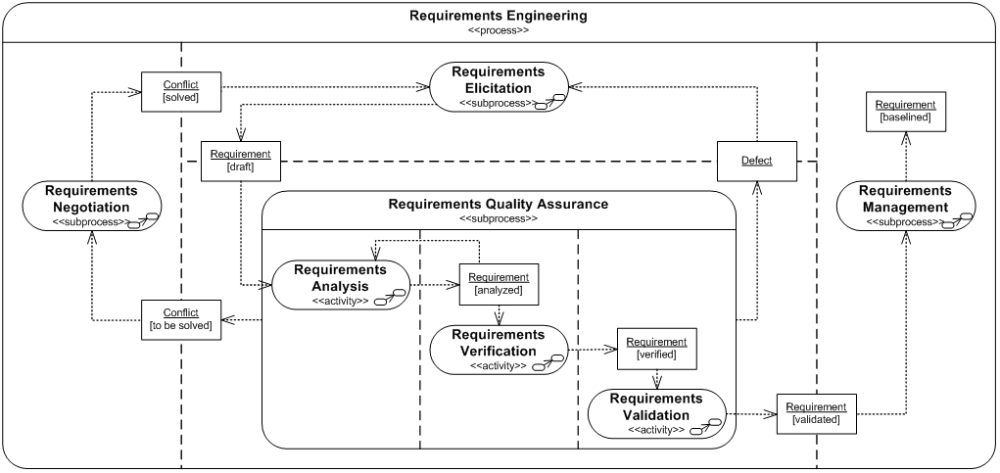 Requirements Engineering
<<process>>
Conflict
[solved]
Requirements
Elicitation
<<subprocess>>
Requirement
[baselined]
Requirement
[draft]
Defect
Requirements
Negotiation
<<subprocess>>
Requirements
Management
<<subprocess>>
Requirements Quality Assurance
<<subprocess>>
Requirements
Analysis
<<activity>>
Requirement
[analyzed]
Conflict
[to be solved]
Requirements
Verification
<<activity>>
Requirement
[verified]
Requirements
Validation
<<activity>>
Requirement
[validated]